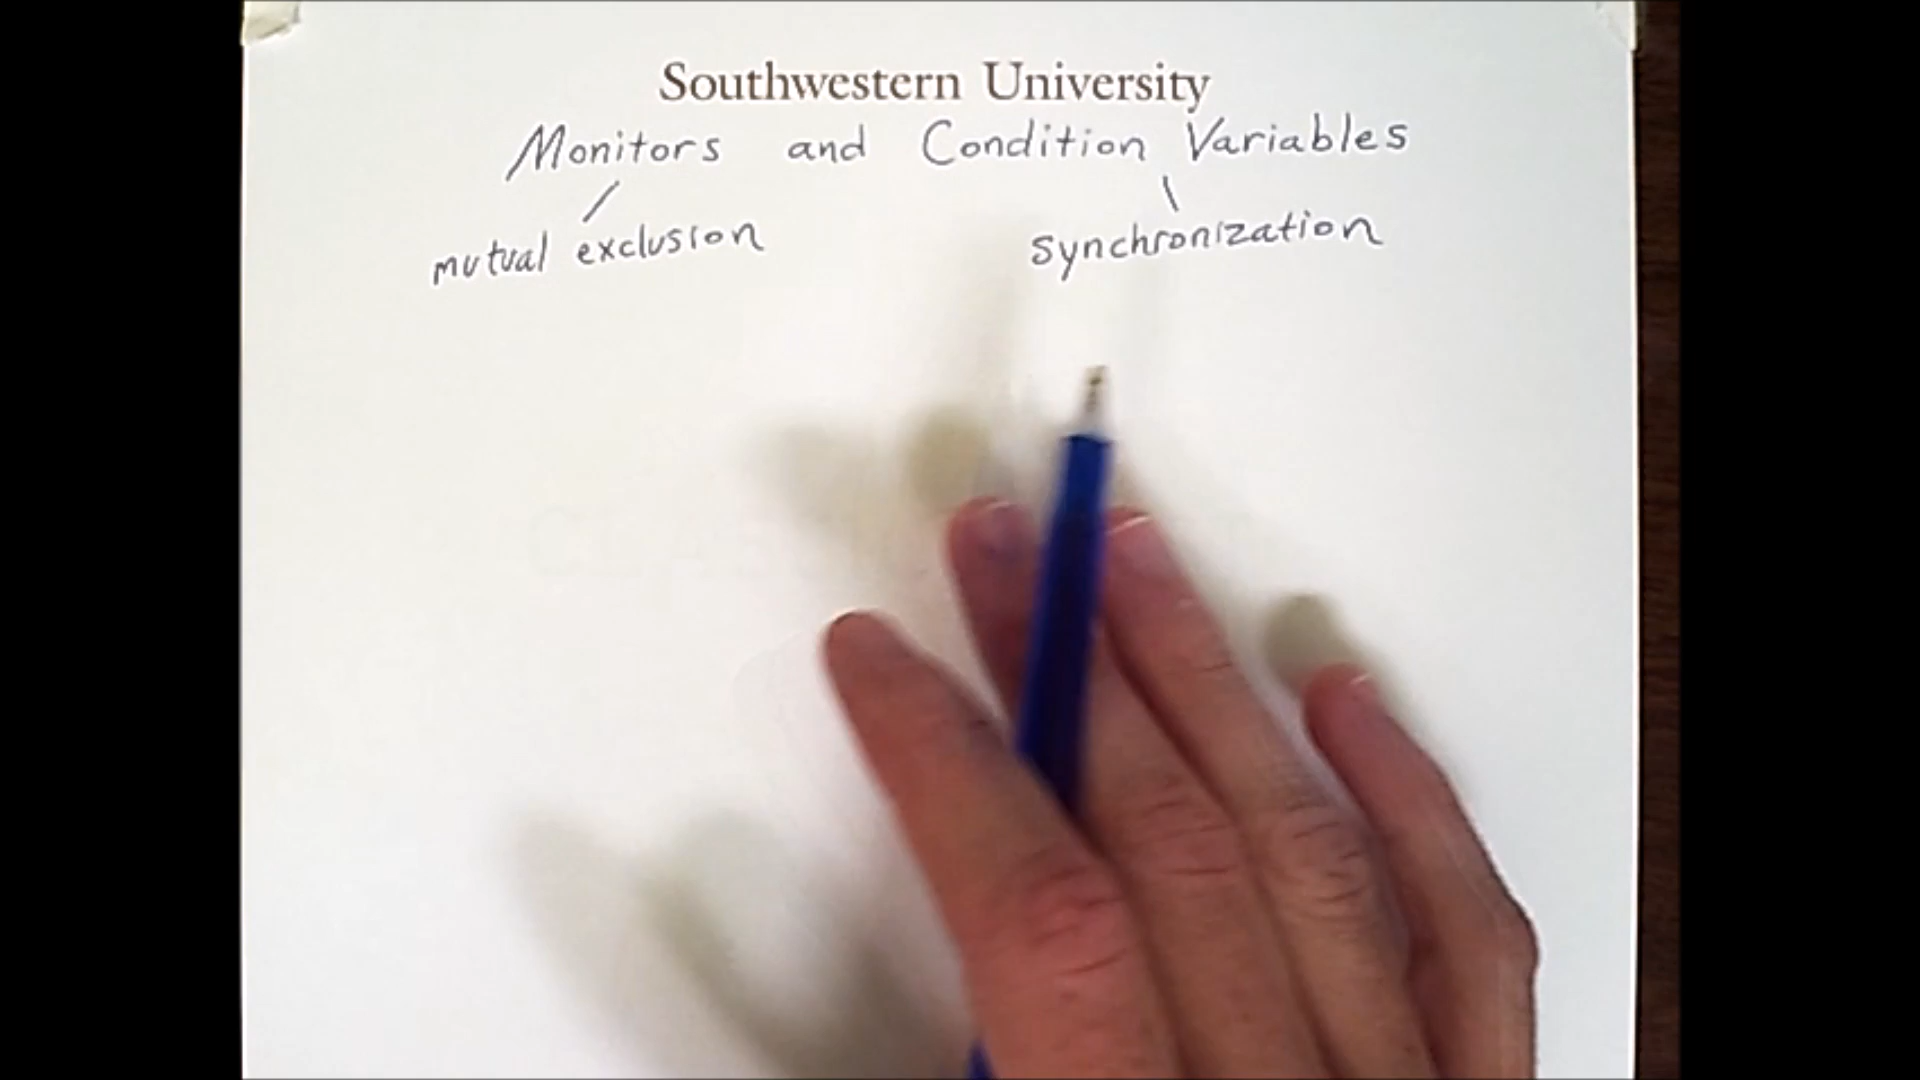 Southwestern University
Monitors and Condition Variables
mutual exclusion synchronization